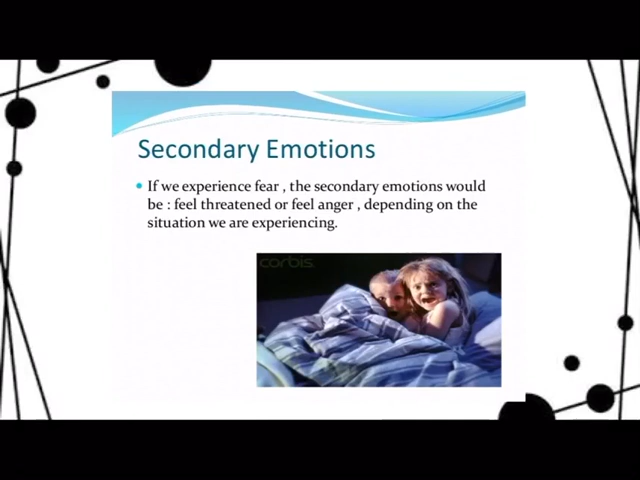 Secondary Emotions
• If we experience fear , the secondary emotions would
be : feel threatened or feel anger , depending on the
situation we are experiencing.
corbis.